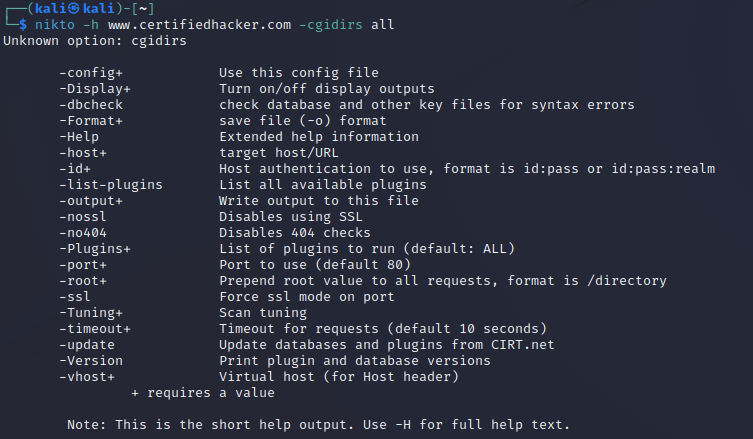 ┌──(kali㉿kali)-[~]
└─$ nikto -h www.certifiedhacker.com -cgidirs all
Unknown option: cgidirs
-config+ Use this config file
-Display+ Turn on/off display outputs
-dbcheck check database and other key files for syntax errors
-Format+ save file (-o) format
-Help Extended help information
-host+ target host/URL
-id+ Host authentication to use, format is id:pass or id:pass:realm
-list-plugins List all available plugins
-output+ Write output to this file
-nossl Disables using SSL
-no404 Disables 404 checks
-Plugins+ List of plugins to run (default: ALL)
-port+ Port to use (default 80)
-root+ Prepend root value to all requests, format is /directory
-ssl Force ssl mode on port
-Tuning+ Scan tuning
-timeout+ Timeout for requests (default 10 seconds)
-update Update databases and plugins from CIRT.net
-Version Print plugin and database versions
-vhost+ Virtual host (for Host header)
+ requires a value
Note: This is the short help output. Use -H for full help text.